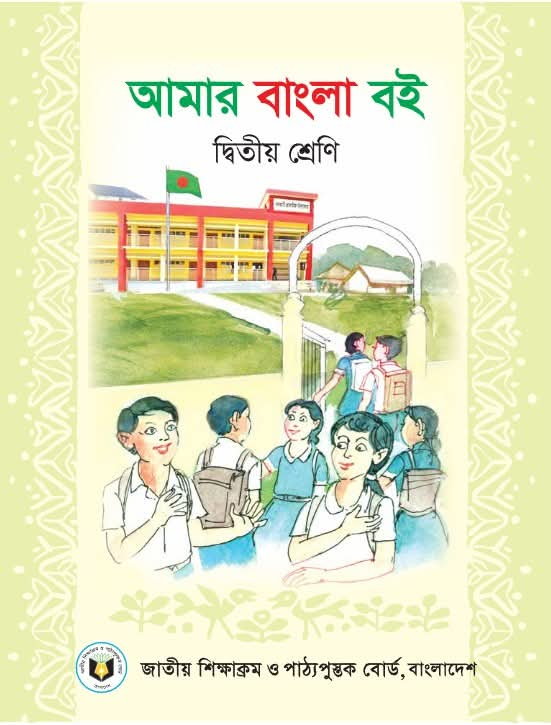 আমার বাংলা বই
দ্বিতীয় শ্রেণি
জাতীয় শিক্ষাক্রম ও পাঠ্যপুস্তক বোর্ড, বাংলাদেশ